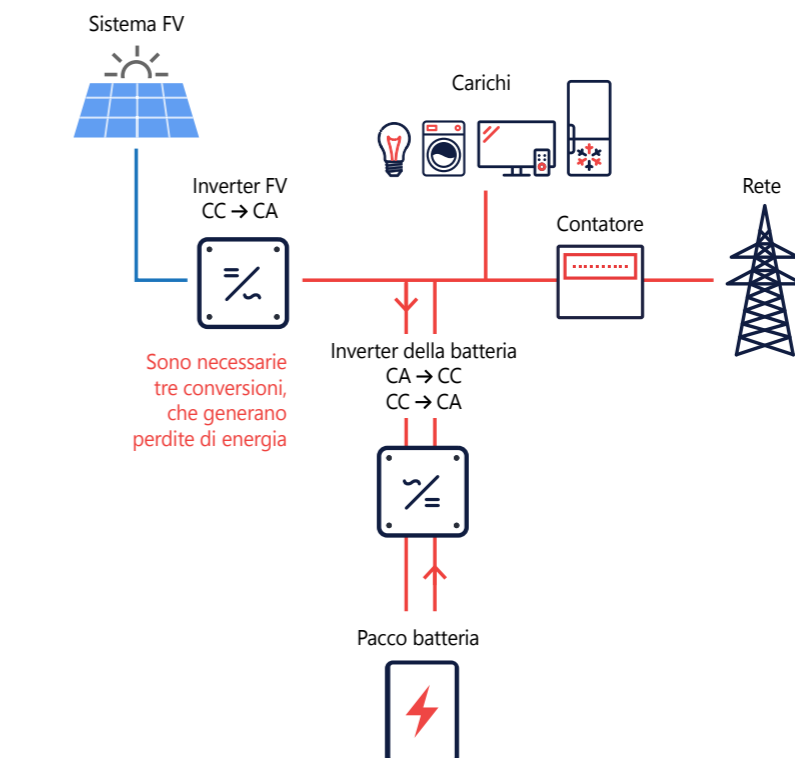 Sistema FV
Carichi
Inverter FV
CC → CA
Rete
Contatore
Sono necessarie
tre conversioni,
che generano
perdite di energia
Inverter della batteria
CA → CC
CC → CA
Pacco batteria